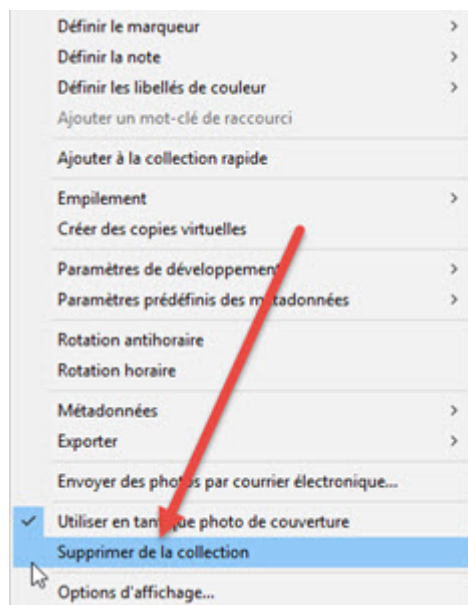 Définir le marqueur
Définir la note
Définir les libellés de couleur
Ajouter un mot-clé de raccourci
Ajouter à la collection rapide
Empilement
Créer des copies virtuelles
Paramètres de développement
Paramètres prédéfinis des métadonnées
Rotation antihoraire
Rotation horaire
Métadonnées
Exporter
Envoyer des photos par courrier électronique...
Utiliser en tant que photo de couverture
Supprimer de la collection
Options d'affichage...